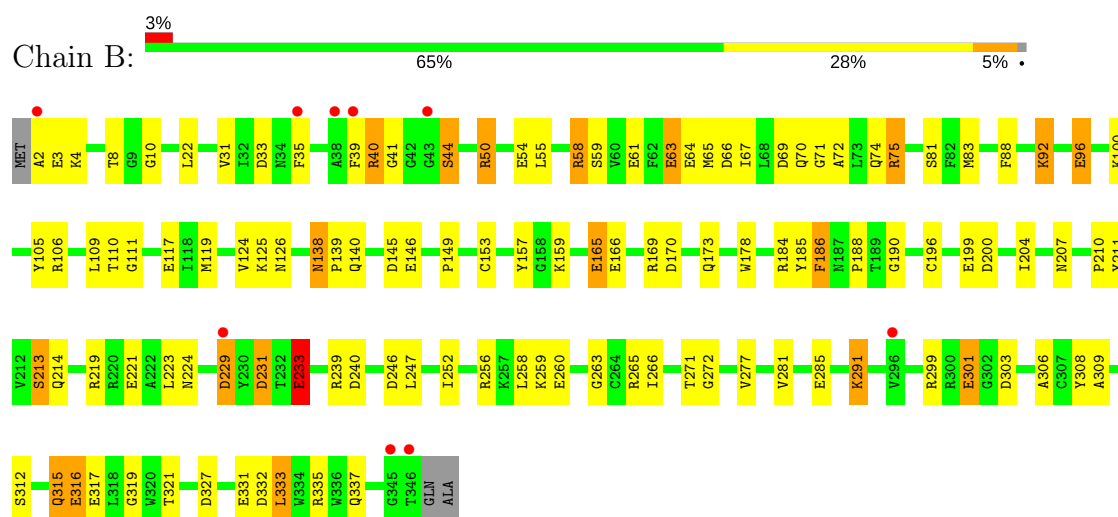 3%
Chain B:
65% 28% 5% •
MET A2 E3 K4 T8 G9 G10 L22 V31 I32 D33 N34 F35 A38 F39 R40 G41 G42 G43 S44 R50 E54 L55 R58 S59 V60 E61 F62 E63 E64 M65 D66 I67 L68 D69 Q70 G71 A72 L73 Q74 R75 S81 F82 M83 F88 K92 E96 K100
Y105 R106 L109 T110 G111 E117 I118 M119 V124 K125 N126 N138 P139 Q140 D145 E146 P149 C153 Y157 G158 K159 E165 E166 R169 D170 Q173 W178 R184 Y185 F186 N187 P188 T189 G190 C196 E199 D200 I204 N207 P210 Y211
V212 S213 Q214 R219 R220 E221 A222 L223 N224 D229 Y230 D231 T232 E233 R239 D240 D246 L247 I252 R256 K257 L258 K259 E260 G263 C264 R265 I266 T271 G272 V277 V281 E285 K291 V296 R299 R300 E301 G302 D303 A306 C307 Y308 A309
S312 Q315 E316 E317 L318 G319 W320 T321 D327 E331 D332 L333 W334 R335 W336 Q337 G345 T346 GLN ALA